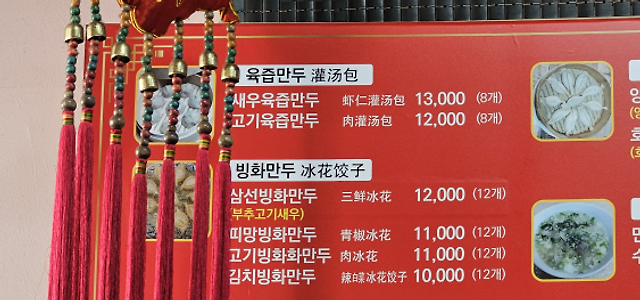 육즙만두 灌汤包
새우육즙만두 虾仁灌汤包 13,000 (8개)
고기육즙만두 肉灌汤包 12,000 (8개)
빙화만두 冰花饺子
삼선빙화만두 三鲜冰花 12,000 (12개)
(부추고기새우)
피망빙화만두 青椒冰花 11,000 (12개)
고기빙화화만두 肉冰花 11,000 (12개)
김치빙화만두 辣白菜冰花饺子 10,000 (12개)